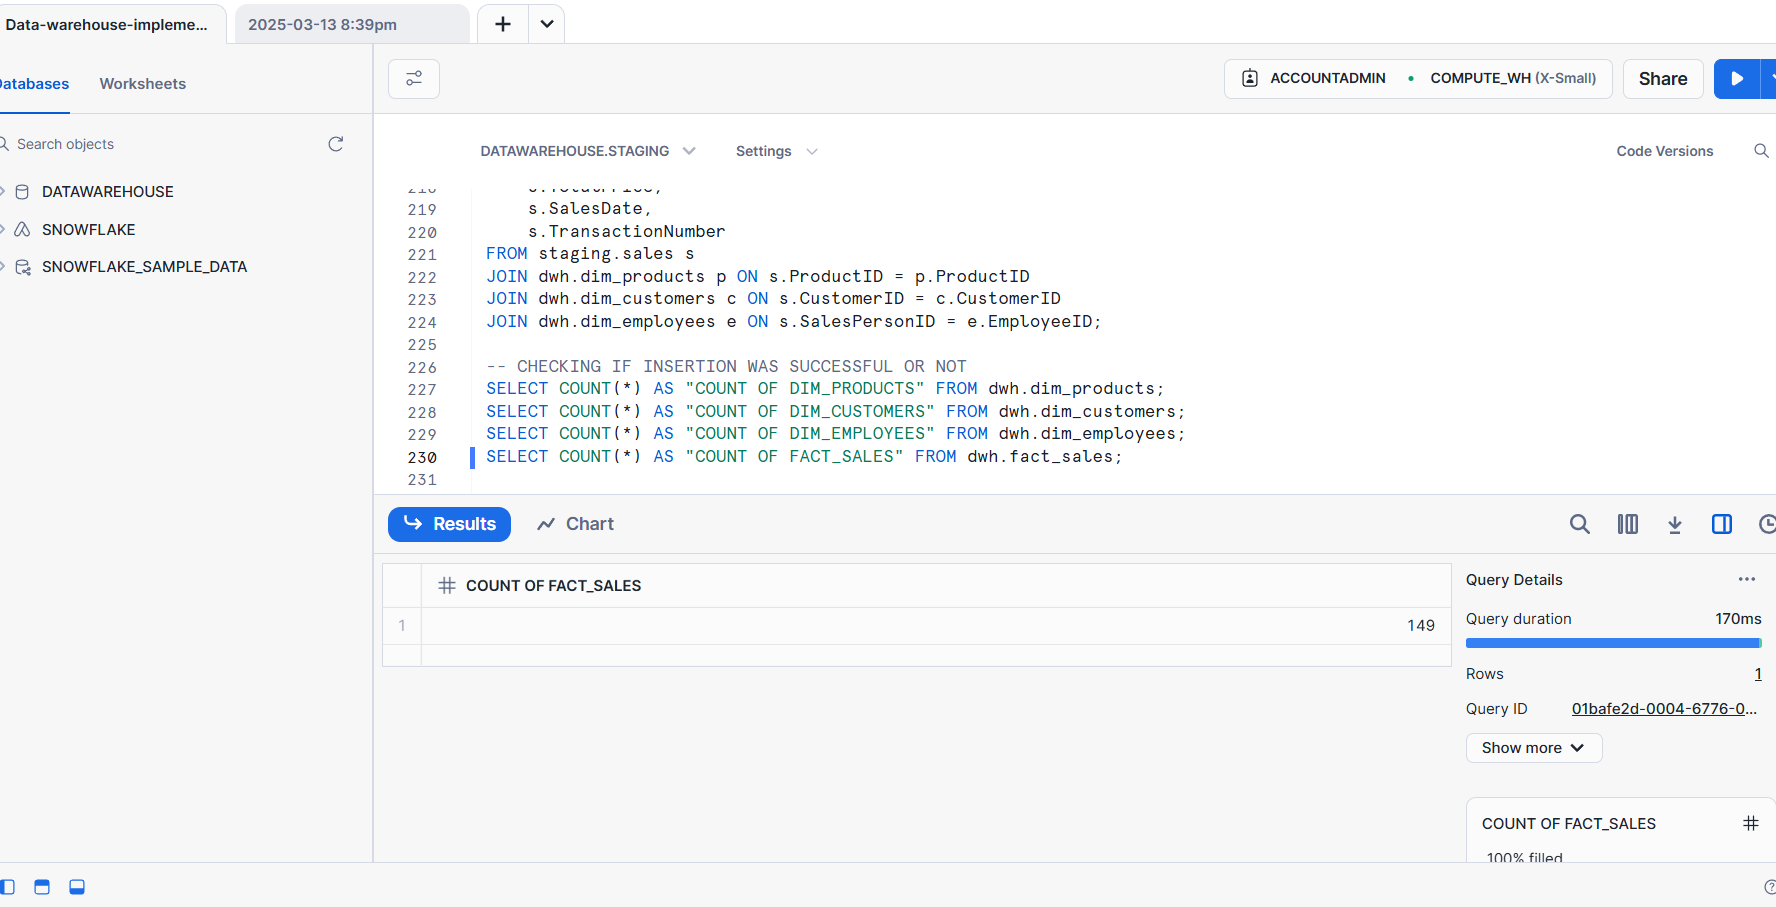 Data-warehouse-impleme...
2025-03-13 8:39pm
Databases
Worksheets
ACCOUNTADMIN
COMPUTE_WH (X-Small)
Share
Search objects
DATAWAREHOUSE
SNOWFLAKE
SNOWFLAKE_SAMPLE_DATA
DATAWAREHOUSE.STAGING
Settings
Code Versions
218 s.TotalPrice,
219 s.SalesDate,
220 s.TransactionNumber
221 FROM staging.sales s
222 JOIN dwh.dim_products p ON s.ProductID = p.ProductID
223 JOIN dwh.dim_customers c ON s.CustomerID = c.CustomerID
224 JOIN dwh.dim_employees e ON s.SalesPersonID = e.EmployeeID;
225
226 -- CHECKING IF INSERTION WAS SUCCESSFUL OR NOT
227 SELECT COUNT(*) AS "COUNT OF DIM_PRODUCTS" FROM dwh.dim_products;
228 SELECT COUNT(*) AS "COUNT OF DIM_CUSTOMERS" FROM dwh.dim_customers;
229 SELECT COUNT(*) AS "COUNT OF DIM_EMPLOYEES" FROM dwh.dim_employees;
230 SELECT COUNT(*) AS "COUNT OF FACT_SALES" FROM dwh.fact_sales;
231
Results
Chart
COUNT OF FACT_SALES
1 149
Query Details
Query duration 170ms
Rows 1
Query ID 01bafe2d-0004-6776-0...
Show more
COUNT OF FACT_SALES
100% filled